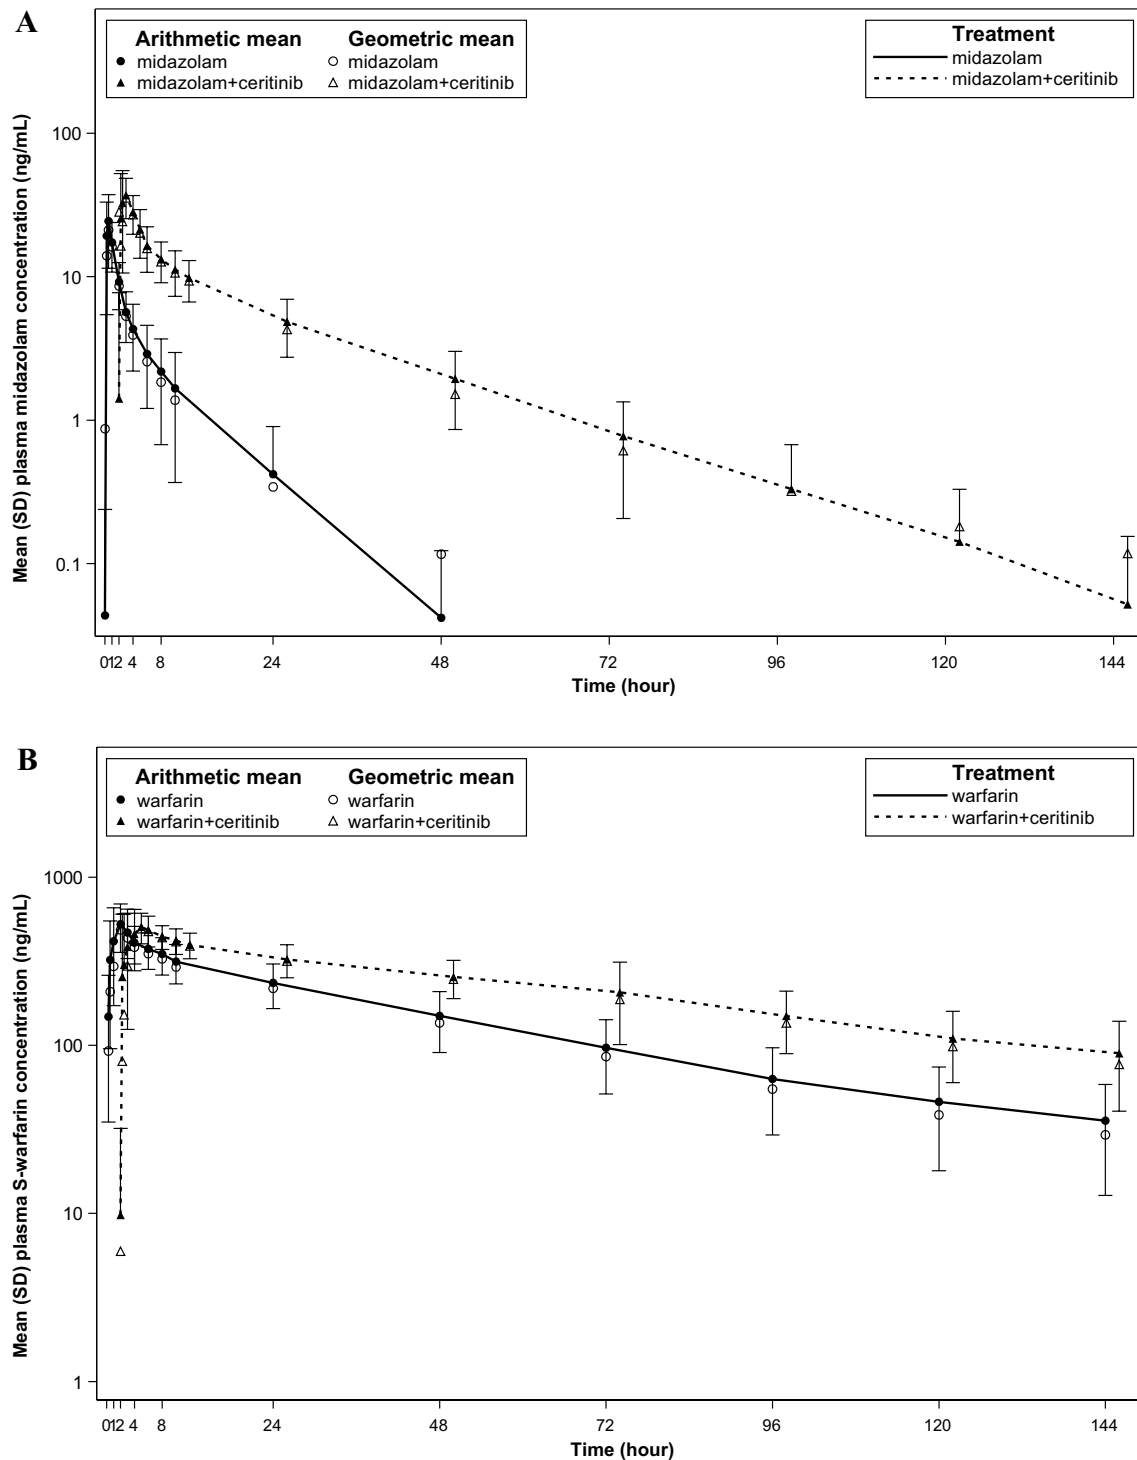 A
Arithmetic mean Geometric mean
midazolam midazolam
midazolam+ceritinib midazolam+ceritinib
Treatment
midazolam
midazolam+ceritinib
Mean (SD) plasma midazolam concentration (ng/mL)
100
10
1
0.1
0 1 2 4 8 24 48 72 96 120 144
Time (hour)
B
Arithmetic mean Geometric mean
warfarin warfarin
warfarin+ceritinib warfarin+ceritinib
Treatment
warfarin
warfarin+ceritinib
Mean (SD) plasma S-warfarin concentration (ng/mL)
1000
100
10
1
0 1 2 4 8 24 48 72 96 120 144
Time (hour)